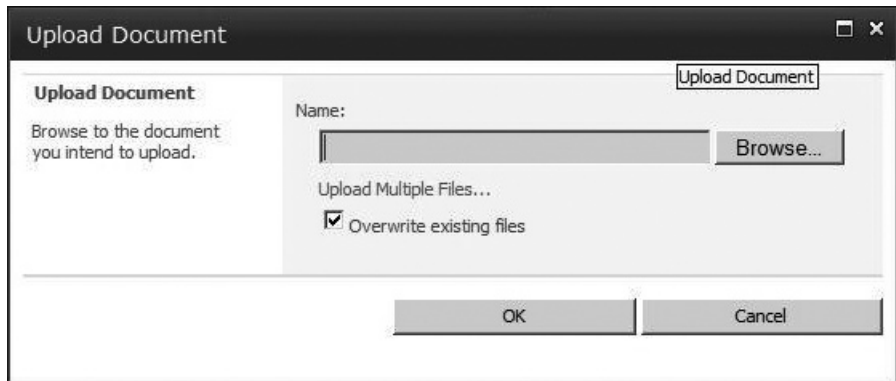 Upload Document
Upload Document
Upload Document
Browse to the document
you intend to upload.
Name:
Browse...
Upload Multiple Files...
Overwrite existing files
OK
Cancel